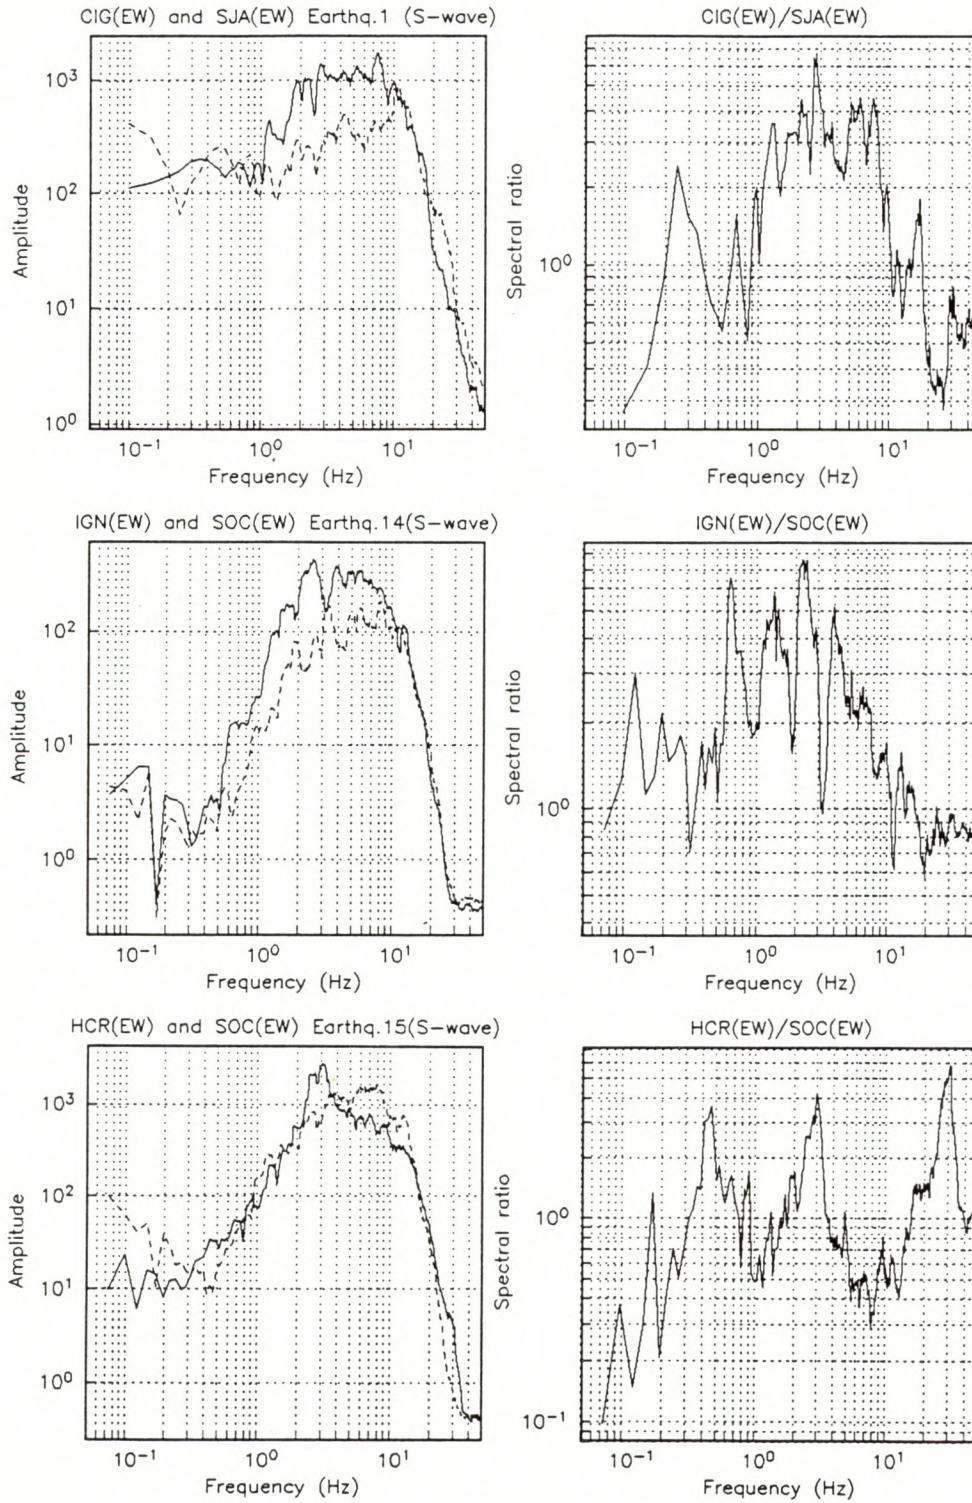 CIG(EW) and SJA(EW) Earthq.1 (S-wave)
CIG(EW)/SJA(EW)
10³
10²
10¹
10⁰
Amplitude
10⁻¹ 10⁰ 10¹
Frequency (Hz)
10⁰
Spectral ratio
10⁻¹ 10⁰ 10¹
Frequency (Hz)
IGN(EW) and SOC(EW) Earthq.14(S-wave)
IGN(EW)/SOC(EW)
10²
10¹
10⁰
Amplitude
10⁻¹ 10⁰ 10¹
Frequency (Hz)
10⁰
Spectral ratio
10⁻¹ 10⁰ 10¹
Frequency (Hz)
HCR(EW) and SOC(EW) Earthq.15(S-wave)
HCR(EW)/SOC(EW)
10³
10²
10¹
10⁰
Amplitude
10⁻¹ 10⁰ 10¹
Frequency (Hz)
10⁰
10⁻¹
Spectral ratio
10⁻¹ 10⁰ 10¹
Frequency (Hz)